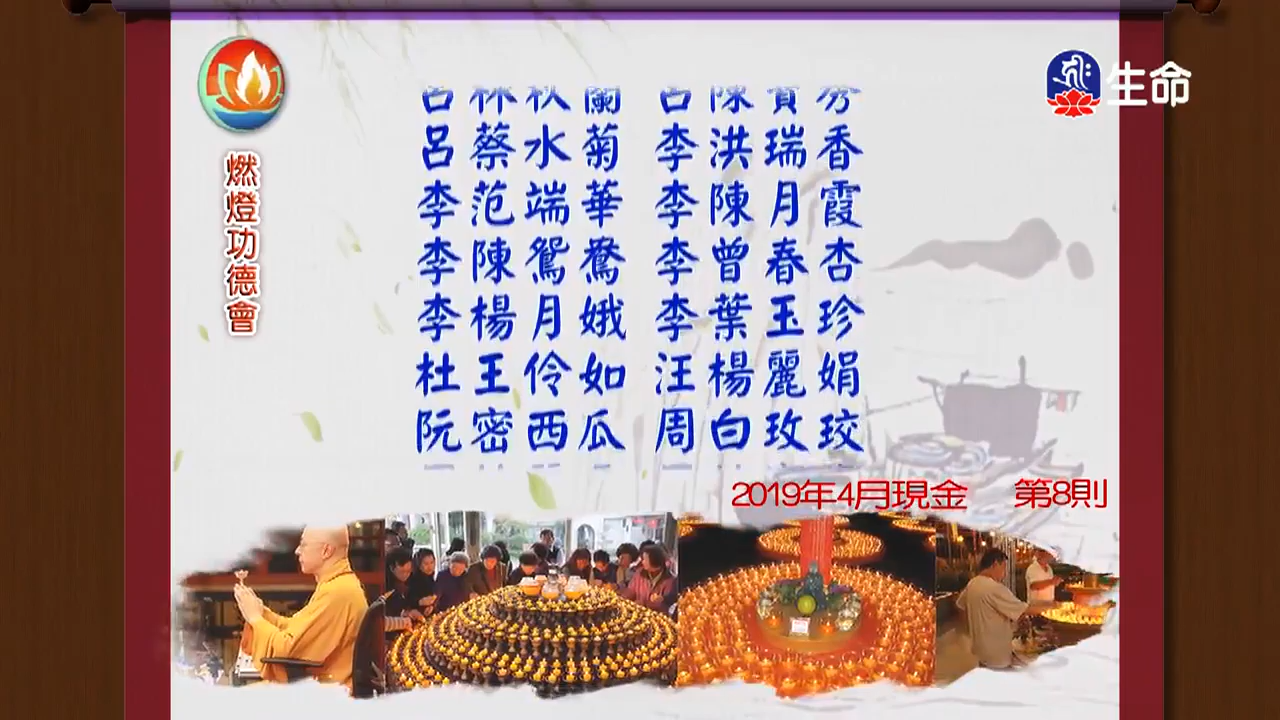 生命
燃燈功德會
呂蔡水菊 李洪瑞香
李范端華 李陳月霞
李陳鴛鴦 李曾春杏
李楊月娥 李葉玉珍
杜王伶如 汪楊麗娟
阮密西瓜 周白玫玟
2019年4月現金 第8則